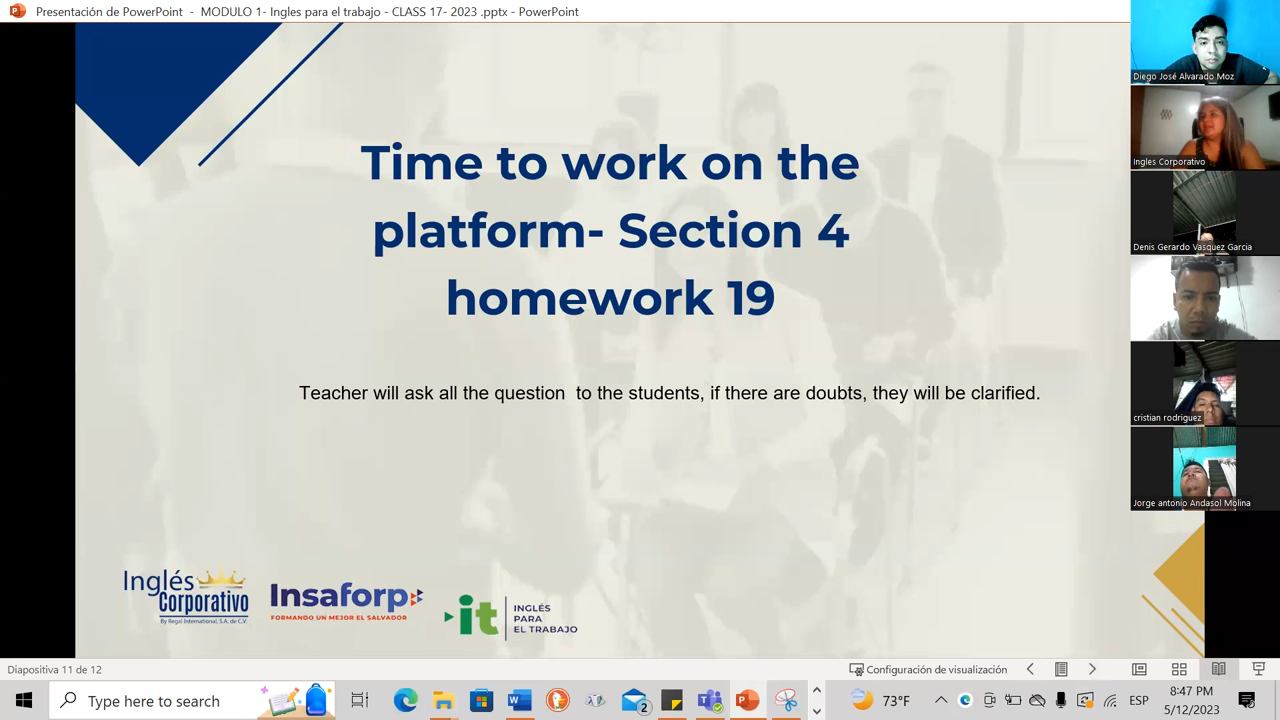 Presentación de PowerPoint - MODULO 1- Ingles para el trabajo - CLASS 17- 2023 .pptx - PowerPoint
Diego José Alvarado Moz
Ingles Corporativo
Denis Gerardo Vasquez Garcia
cristian rodriguez
Jorge antonio Andasol Molina
Time to work on the
platform- Section 4
homework 19
Teacher will ask all the question to the students, if there are doubts, they will be clarified.
Inglés
Corporativo
By Regal International, S.A. de C.V.
Insaforp
FORMANDO UN MEJOR EL SALVADOR
it
INGLÉS
PARA
EL TRABAJO
Diapositiva 11 de 12
Configuración de visualización
Type here to search
2
73°F
ESP
8:47 PM
5/12/2023